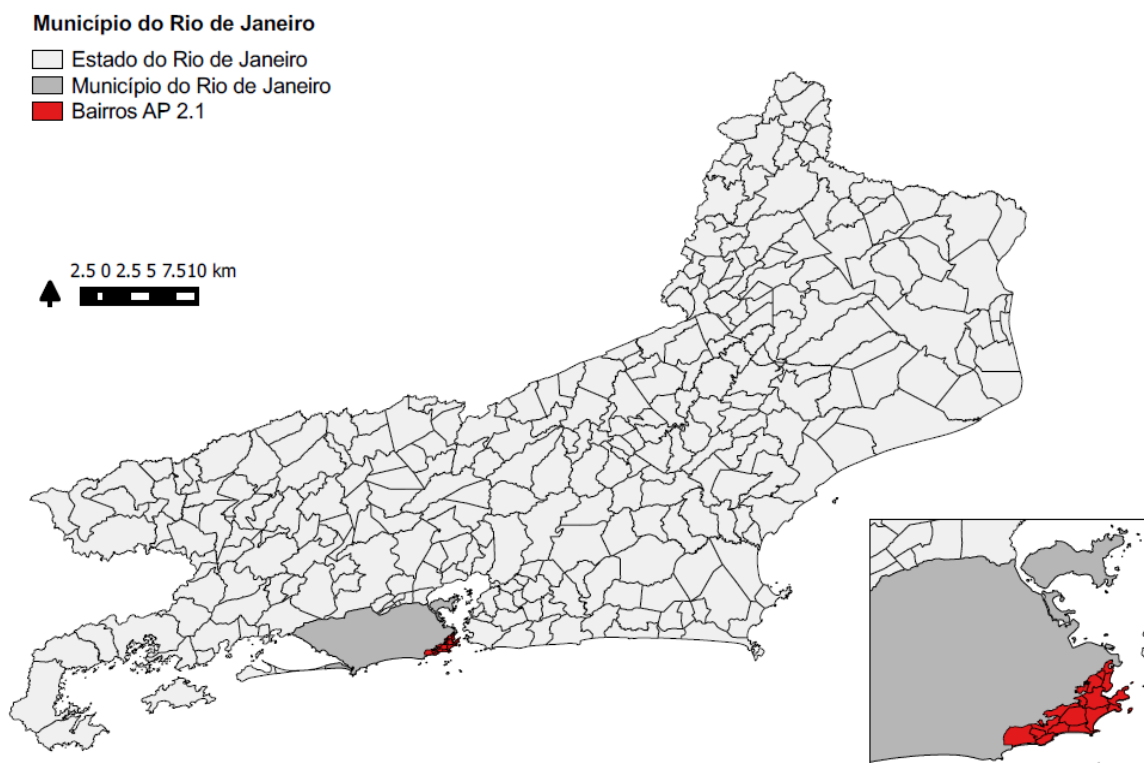 Município do Rio de Janeiro
Estado do Rio de Janeiro
Município do Rio de Janeiro
Bairros AP 2.1
2.5 0 2.5 5 7.510 km